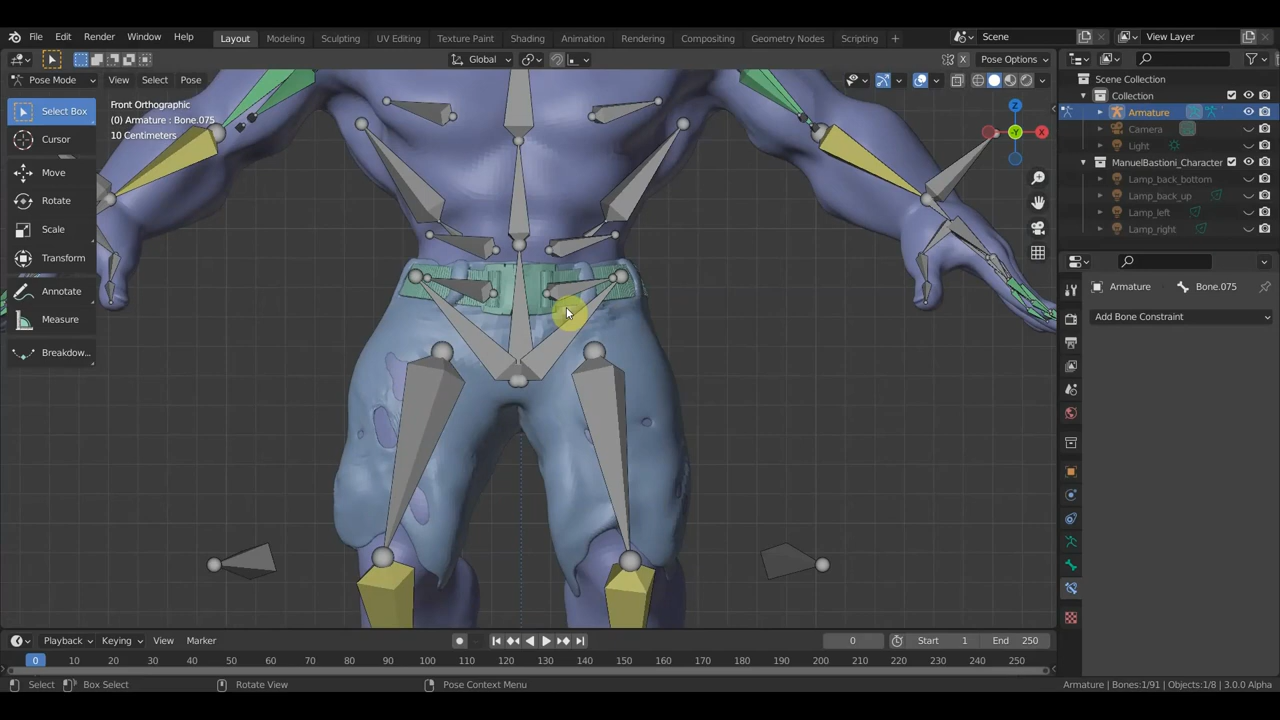 File Edit Render Window Help Layout Modeling Sculpting UV Editing Texture Paint Shading Animation Rendering Compositing Geometry Nodes Scripting + Scene View Layer
Global Pose Options
Pose Mode View Select Pose
Select Box
Front Orthographic
(0) Armature : Bone.075
10 Centimeters
Cursor
Move
Rotate
Scale
Transform
Annotate
Measure
Breakdow...
Z
X
-Y
Scene Collection
Collection
Armature
Camera
Light
ManuelBastioni_Character
Lamp_back_bottom
Lamp_back_up
Lamp_left
Lamp_right
Armature Bone.075
Add Bone Constraint
Playback Keying View Marker 0 Start 1 End 250
0 10 20 30 40 50 60 70 80 90 100 110 120 130 140 150 160 170 180 190 200 210 220 230 240 250
Select Box Select Rotate View Pose Context Menu Armature | Bones:1/91 | Objects:1/8 | 3.0.0 Alpha